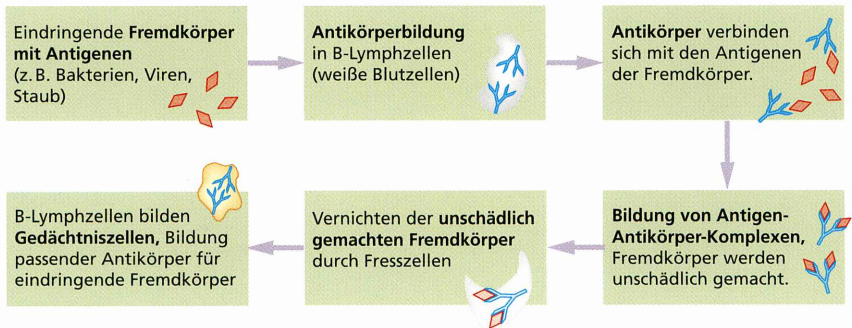 Eindringende Fremdkörper
mit Antigenen
(z. B. Bakterien, Viren,
Staub)
Antikörperbildung
in B-Lymphzellen
(weiße Blutzellen)
Antikörper verbinden
sich mit den Antigenen
der Fremdkörper.
Bildung von Antigen-
Antikörper-Komplexen,
Fremdkörper werden
unschädlich gemacht.
Vernichten der unschädlich
gemachten Fremdkörper
durch Fresszellen
B-Lymphzellen bilden
Gedächtniszellen, Bildung
passender Antikörper für
eindringende Fremdkörper